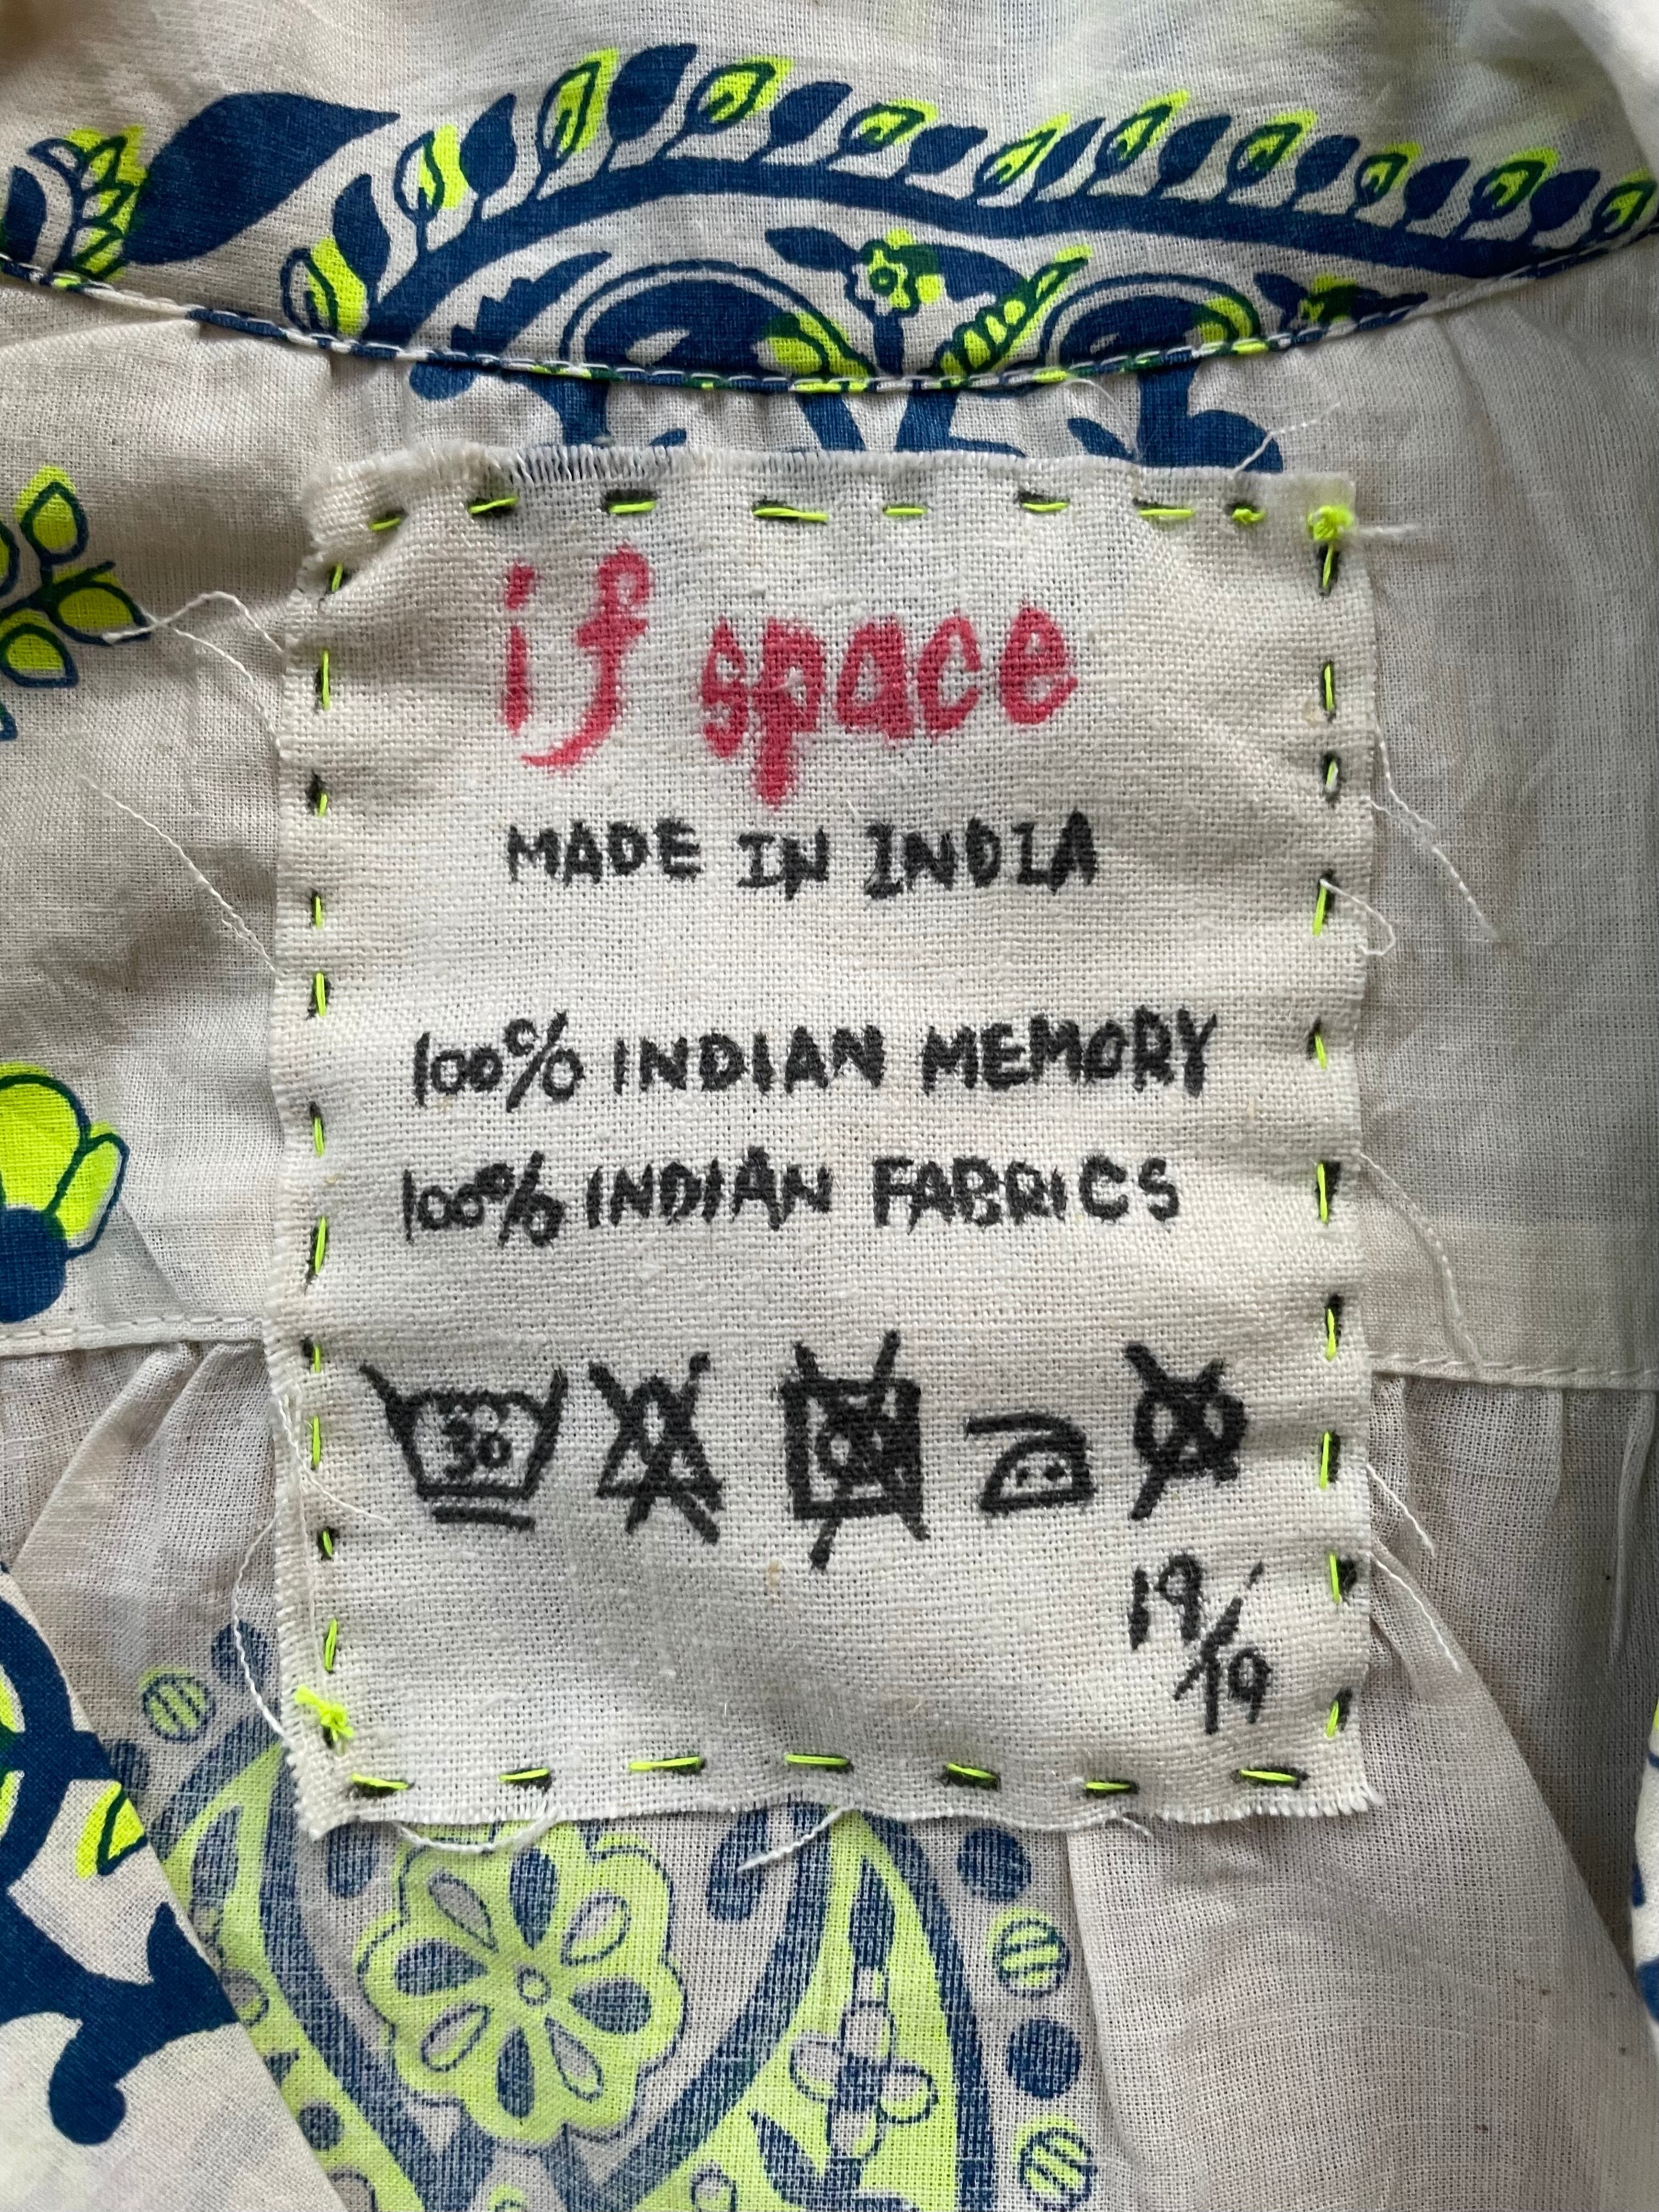 if space
MADE IN INDIA
100% INDIAN MEMORY
100% INDIAN FABRICS
30
19/19